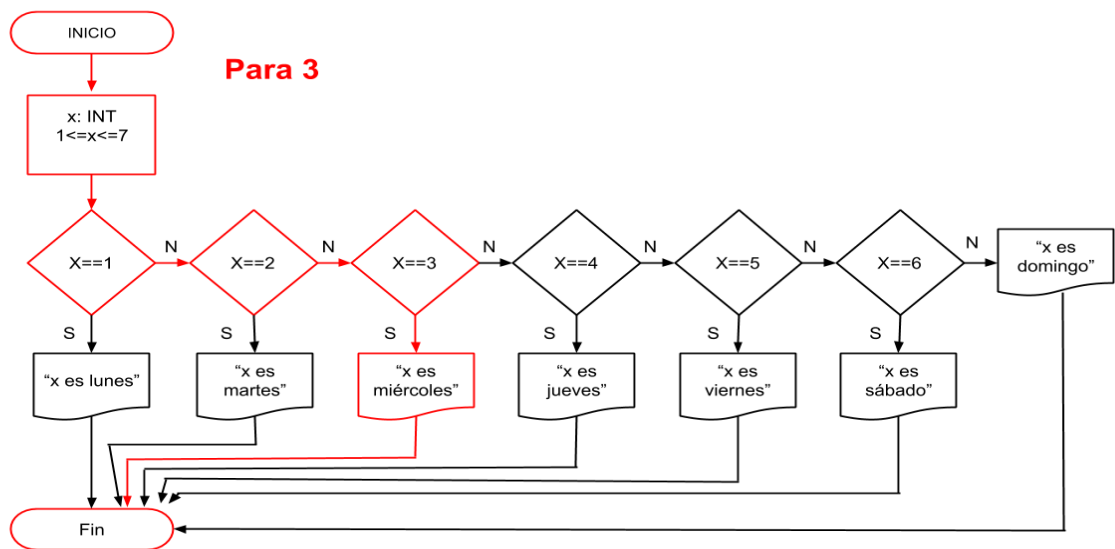 INICIO
Para 3
x: INT
1<=x<=7
X==1
N
X==2
N
X==3
N
X==4
N
X==5
N
X==6
N
“x es
domingo”
S
S
S
S
S
S
“x es lunes”
“x es
martes”
“x es
miércoles”
“x es
jueves”
“x es
viernes”
“x es
sábado”
Fin